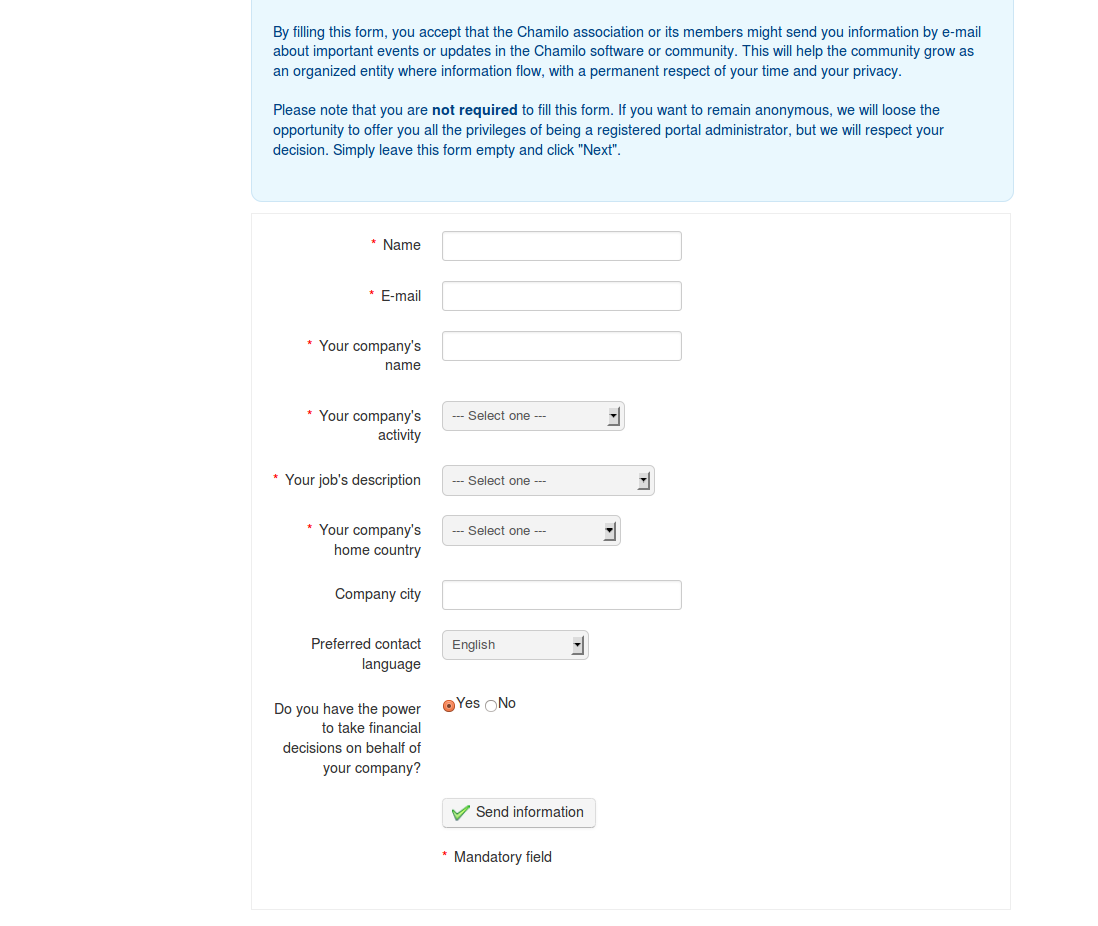 By filling this form, you accept that the Chamilo association or its members might send you information by e-mail
about important events or updates in the Chamilo software or community. This will help the community grow as
an organized entity where information flow, with a permanent respect of your time and your privacy.
Please note that you are not required to fill this form. If you want to remain anonymous, we will loose the
opportunity to offer you all the privileges of being a registered portal administrator, but we will respect your
decision. Simply leave this form empty and click "Next".
* Name
* E-mail
* Your company's
name
* Your company's
activity
--- Select one ---
* Your job's description
--- Select one ---
* Your company's
home country
--- Select one ---
Company city
Preferred contact
language
English
Do you have the power
to take financial
decisions on behalf of
your company?
Yes No
Send information
* Mandatory field